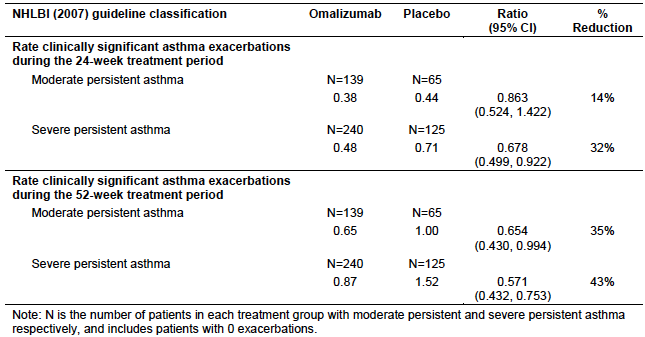 NHLBI (2007) guideline classification Omalizumab Placebo Ratio (95% CI) % Reduction
Rate clinically significant asthma exacerbations
during the 24-week treatment period
Moderate persistent asthma N=139 N=65
0.38 0.44 0.863 14%
(0.524, 1.422)
Severe persistent asthma N=240 N=125
0.48 0.71 0.678 32%
(0.499, 0.922)
Rate clinically significant asthma exacerbations
during the 52-week treatment period
Moderate persistent asthma N=139 N=65
0.65 1.00 0.654 35%
(0.430, 0.994)
Severe persistent asthma N=240 N=125
0.87 1.52 0.571 43%
(0.432, 0.753)
Note: N is the number of patients in each treatment group with moderate persistent and severe persistent asthma
respectively, and includes patients with 0 exacerbations.